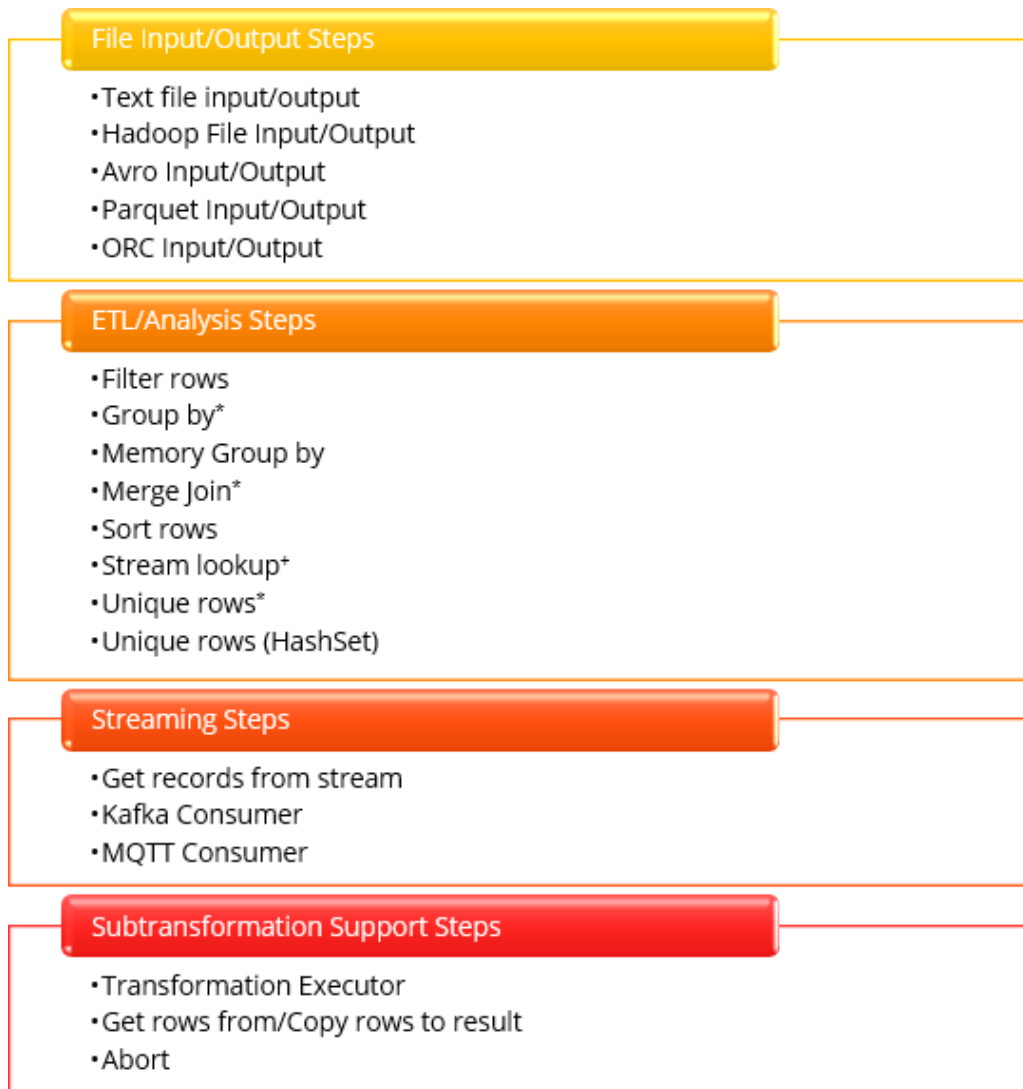 File Input/Output Steps
•Text file input/output
•Hadoop File Input/Output
•Avro Input/Output
•Parquet Input/Output
•ORC Input/Output
ETL/Analysis Steps
•Filter rows
•Group by*
•Memory Group by
•Merge Join*
•Sort rows
•Stream lookup+
•Unique rows*
•Unique rows (HashSet)
Streaming Steps
•Get records from stream
•Kafka Consumer
•MQTT Consumer
Subtransformation Support Steps
•Transformation Executor
•Get rows from/Copy rows to result
•Abort